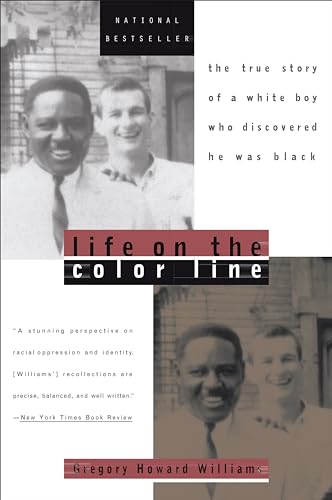 NATIONAL
BESTSELLER
the true story
of a white boy
who discovered
he was black
life on the
color line
"A stunning perspective on
racial oppression and identity.
[Williams'] recollections are
precise, balanced, and well written."
—New York Times Book Review
Gregory Howard Williams